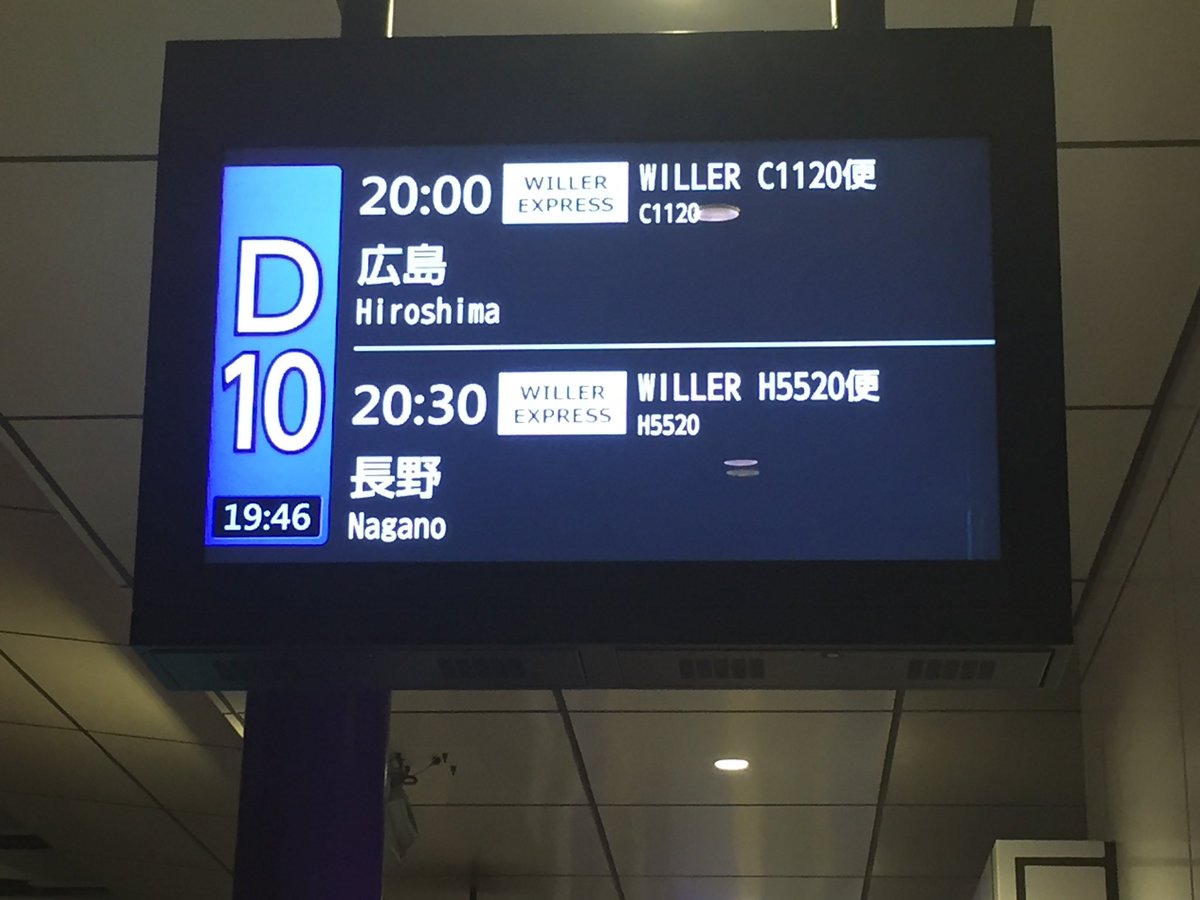 D
10
19:46
20:00 WILLER EXPRESS WILLER C1120便
C1120
広島
Hiroshima
20:30 WILLER EXPRESS WILLER H5520便
H5520
長野
Nagano